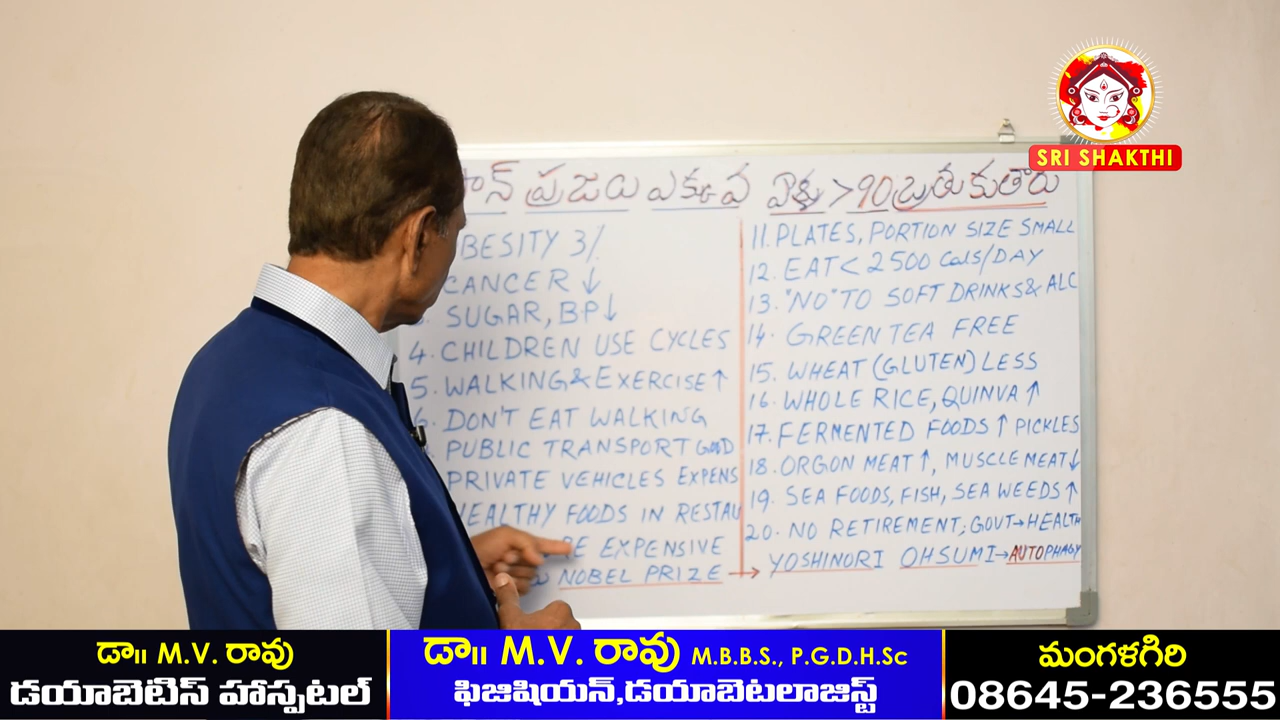 SRI SHAKTHI
పాన్ ప్రజలు ఎక్కువ ఏళ్ళు >90 బ్రతుకుతారు
BESITY 3%
CANCER ↓
SUGAR, BP↓
4. CHILDREN USE CYCLES
5. WALKING & EXERCISE ↑
6. DON'T EAT WALKING
PUBLIC TRANSPORT GOOD
PRIVATE VEHICLES EXPENS
HEALTHY FOODS IN RESTAU
RE EXPENSIVE
NOBEL PRIZE → YOSHINORI OHSUMI → AUTOPHAGY
11. PLATES, PORTION SIZE SMALL
12. EAT < 2500 Cals/DAY
13. "NO" TO SOFT DRINKS & ALC
14. GREEN TEA FREE
15. WHEAT (GLUTEN) LESS
16. WHOLE RICE, QUINVA ↑
17. FERMENTED FOODS ↑ PICKLES
18. ORGON MEAT ↑, MUSCLE MEAT↓
19. SEA FOODS, FISH, SEA WEEDS ↑
20. NO RETIREMENT; GOVT → HEALTH
డా|| M.V. రావు
డయాబెటిస్ హాస్పటల్
డా|| M.V. రావు M.B.B.S., P.G.D.H.Sc
ఫిజిషియన్,డయాబెటలాజిస్ట్
మంగళగిరి
08645-236555